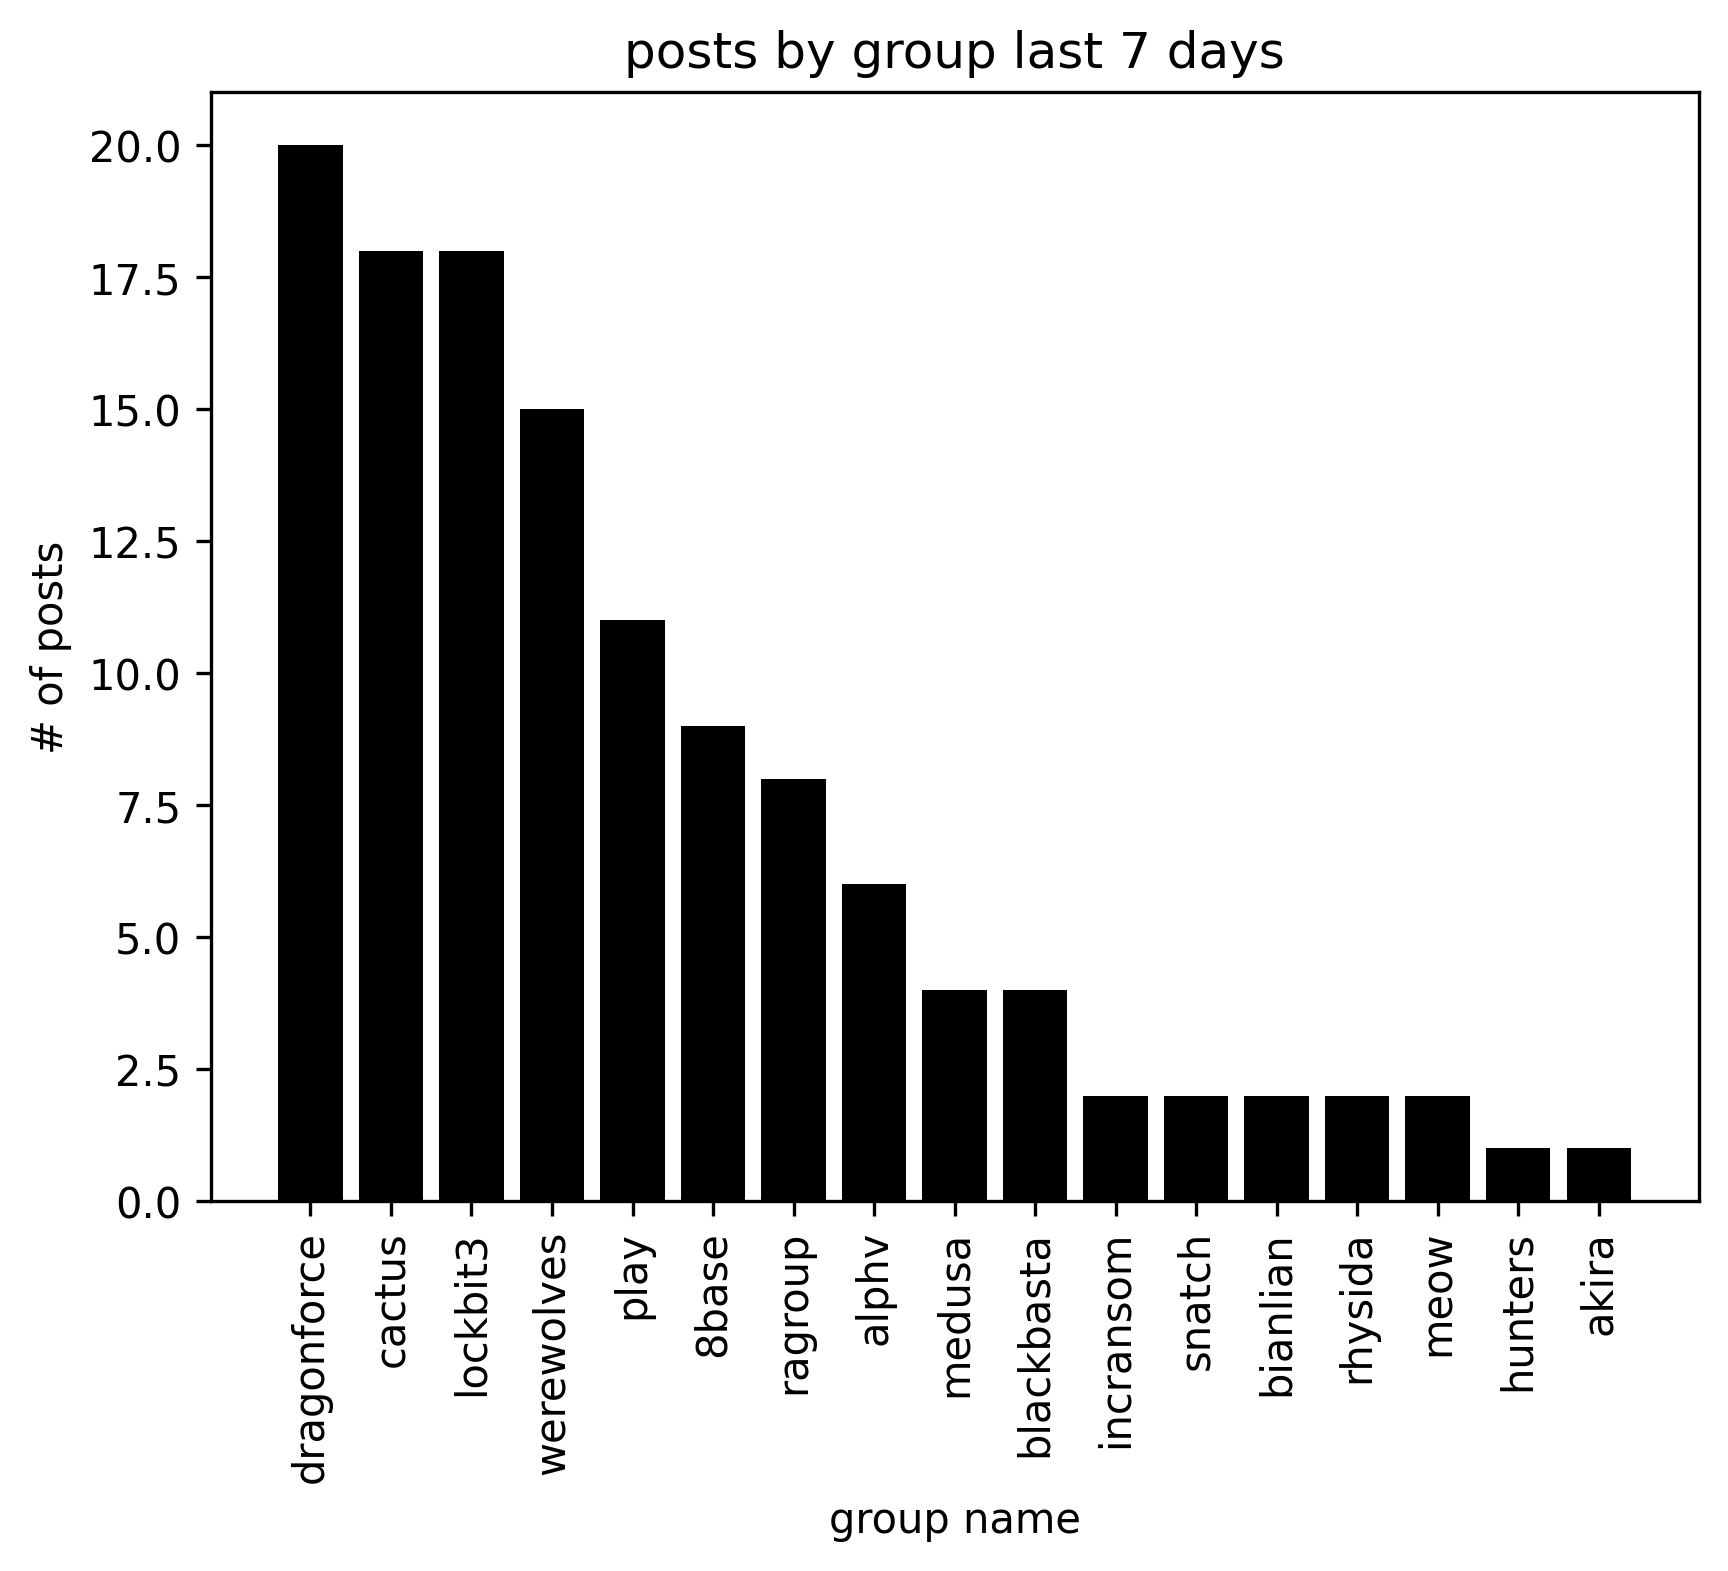 posts by group last 7 days
# of posts
20.0
17.5
15.0
12.5
10.0
7.5
5.0
2.5
0.0
dragonforce
cactus
lockbit3
werewolves
play
8base
ragroup
alphv
medusa
blackbasta
incransom
snatch
bianlian
rhysida
meow
hunters
akira
group name